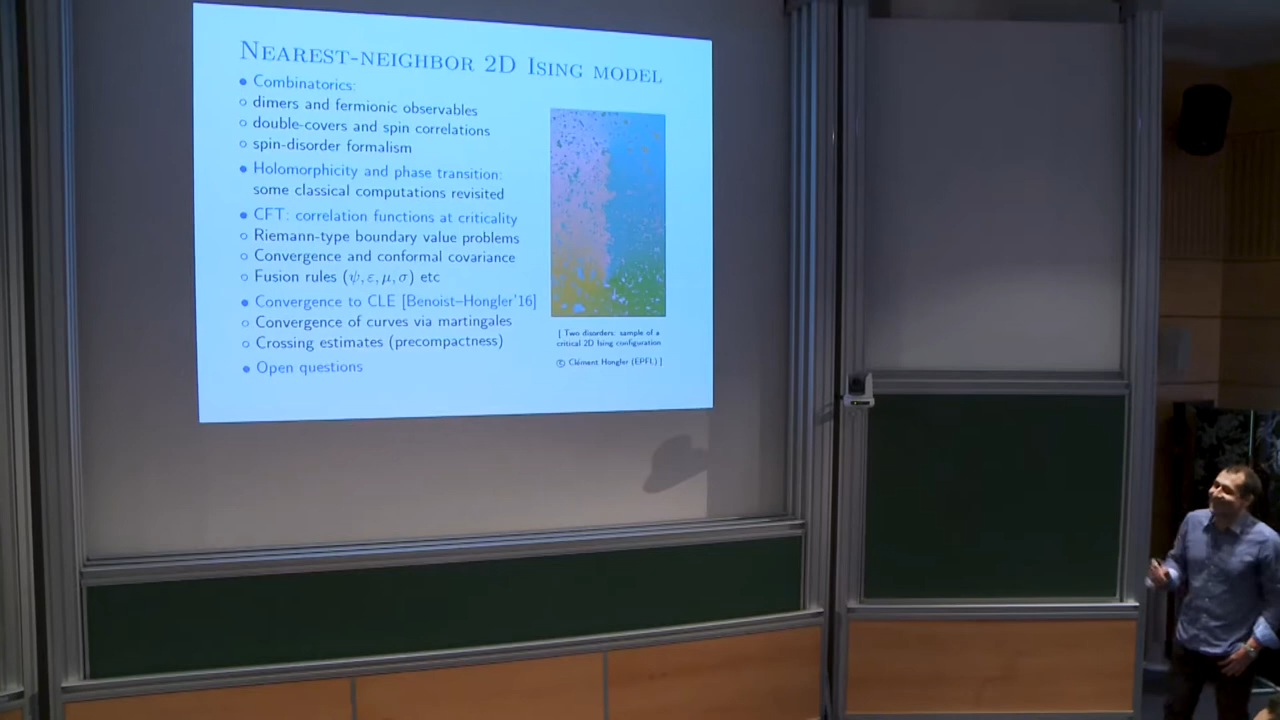 Nearest-neighbor 2D Ising model
• Combinatorics:
○ dimers and fermionic observables
○ double-covers and spin correlations
○ spin-disorder formalism
• Holomorphicity and phase transition:
some classical computations revisited
• CFT: correlation functions at criticality
○ Riemann-type boundary value problems
○ Convergence and conformal covariance
○ Fusion rules (ψ, ε, μ, σ) etc
• Convergence to CLE [Benoist–Hongler'16]
○ Convergence of curves via martingales
○ Crossing estimates (precompactness)
• Open questions
[ Two disorders: sample of a
critical 2D Ising configuration
© Clément Hongler (EPFL) ]